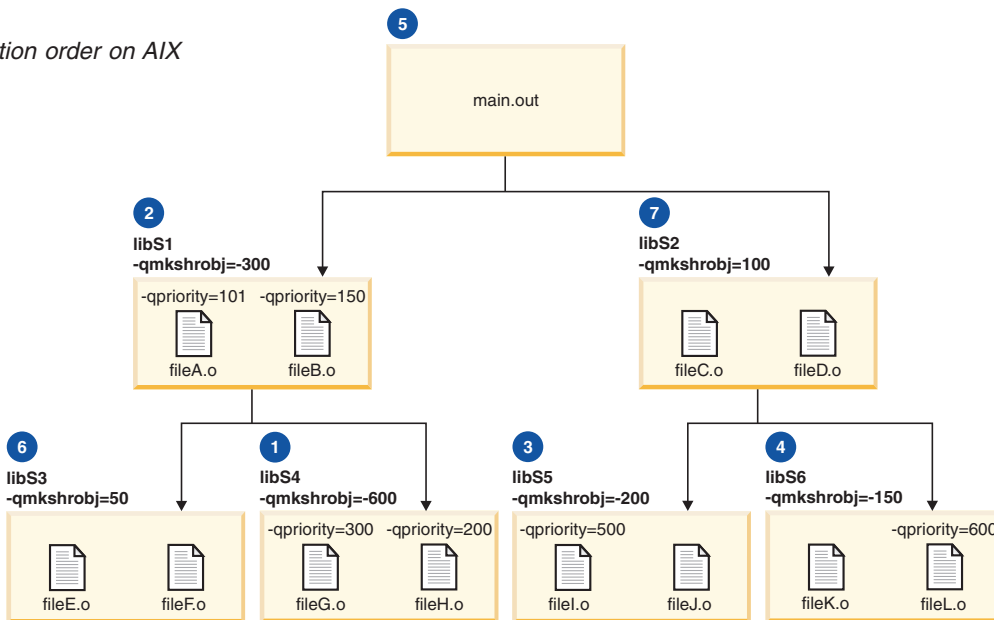 tion order on AIX
5
main.out
2
libS1
-qmkshrobj=-300
-qpriority=101 -qpriority=150
fileA.o fileB.o
7
libS2
-qmkshrobj=100
fileC.o fileD.o
6
libS3
-qmkshrobj=50
fileE.o fileF.o
1
libS4
-qmkshrobj=-600
-qpriority=300 -qpriority=200
fileG.o fileH.o
3
libS5
-qmkshrobj=-200
-qpriority=500
fileI.o fileJ.o
4
libS6
-qmkshrobj=-150
-qpriority=600
fileK.o fileL.o